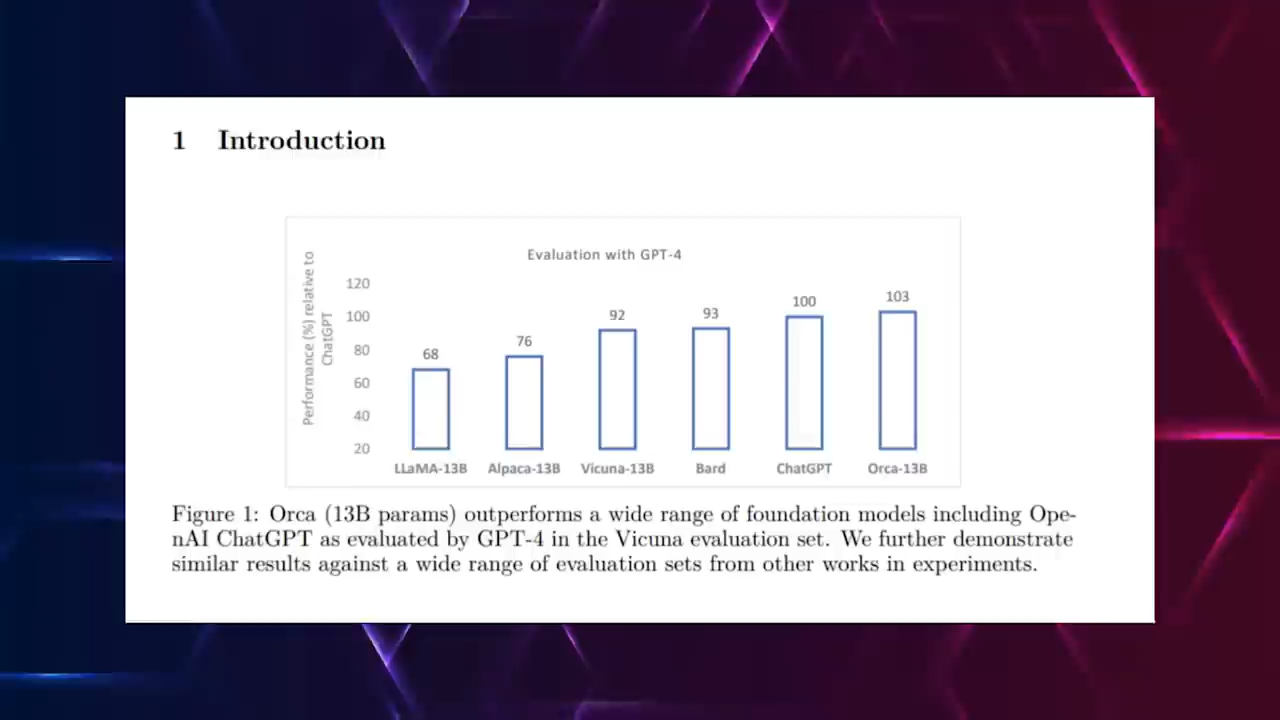 1 Introduction
Evaluation with GPT-4
Performance (%) relative to
ChatGPT
120
100
80
60
40
20
68
76
92
93
100
103
LLaMA-13B
Alpaca-13B
Vicuna-13B
Bard
ChatGPT
Orca-13B
Figure 1: Orca (13B params) outperforms a wide range of foundation models including Ope-
nAI ChatGPT as evaluated by GPT-4 in the Vicuna evaluation set. We further demonstrate
similar results against a wide range of evaluation sets from other works in experiments.